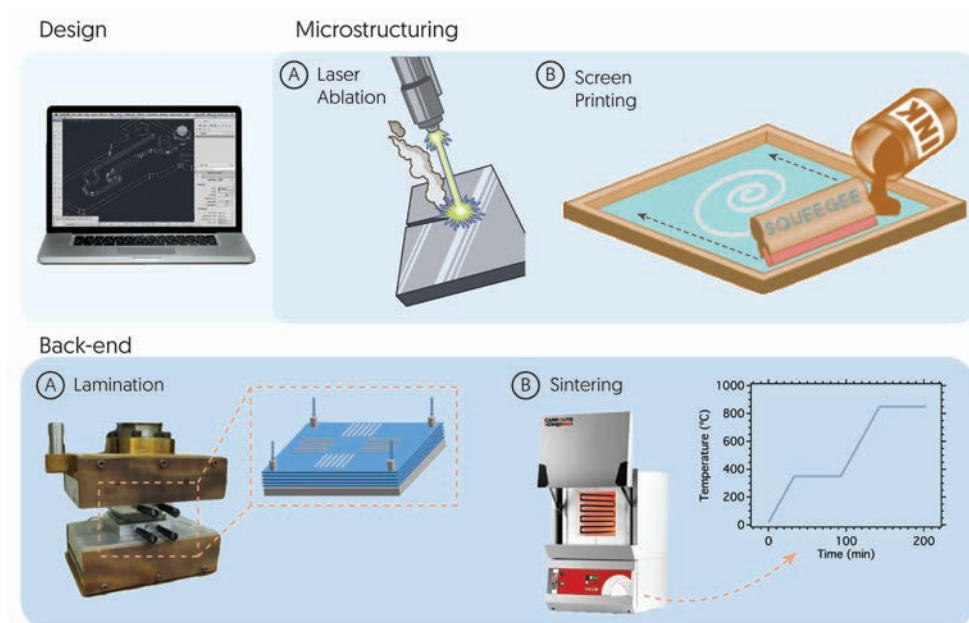 Design
Microstructuring
A Laser
Ablation
B Screen
Printing
INK
SQUEEGEE
Back-end
A Lamination
B Sintering
1000
800
600
400
200
0
Temperature (°C)
0 100 200
Time (min)